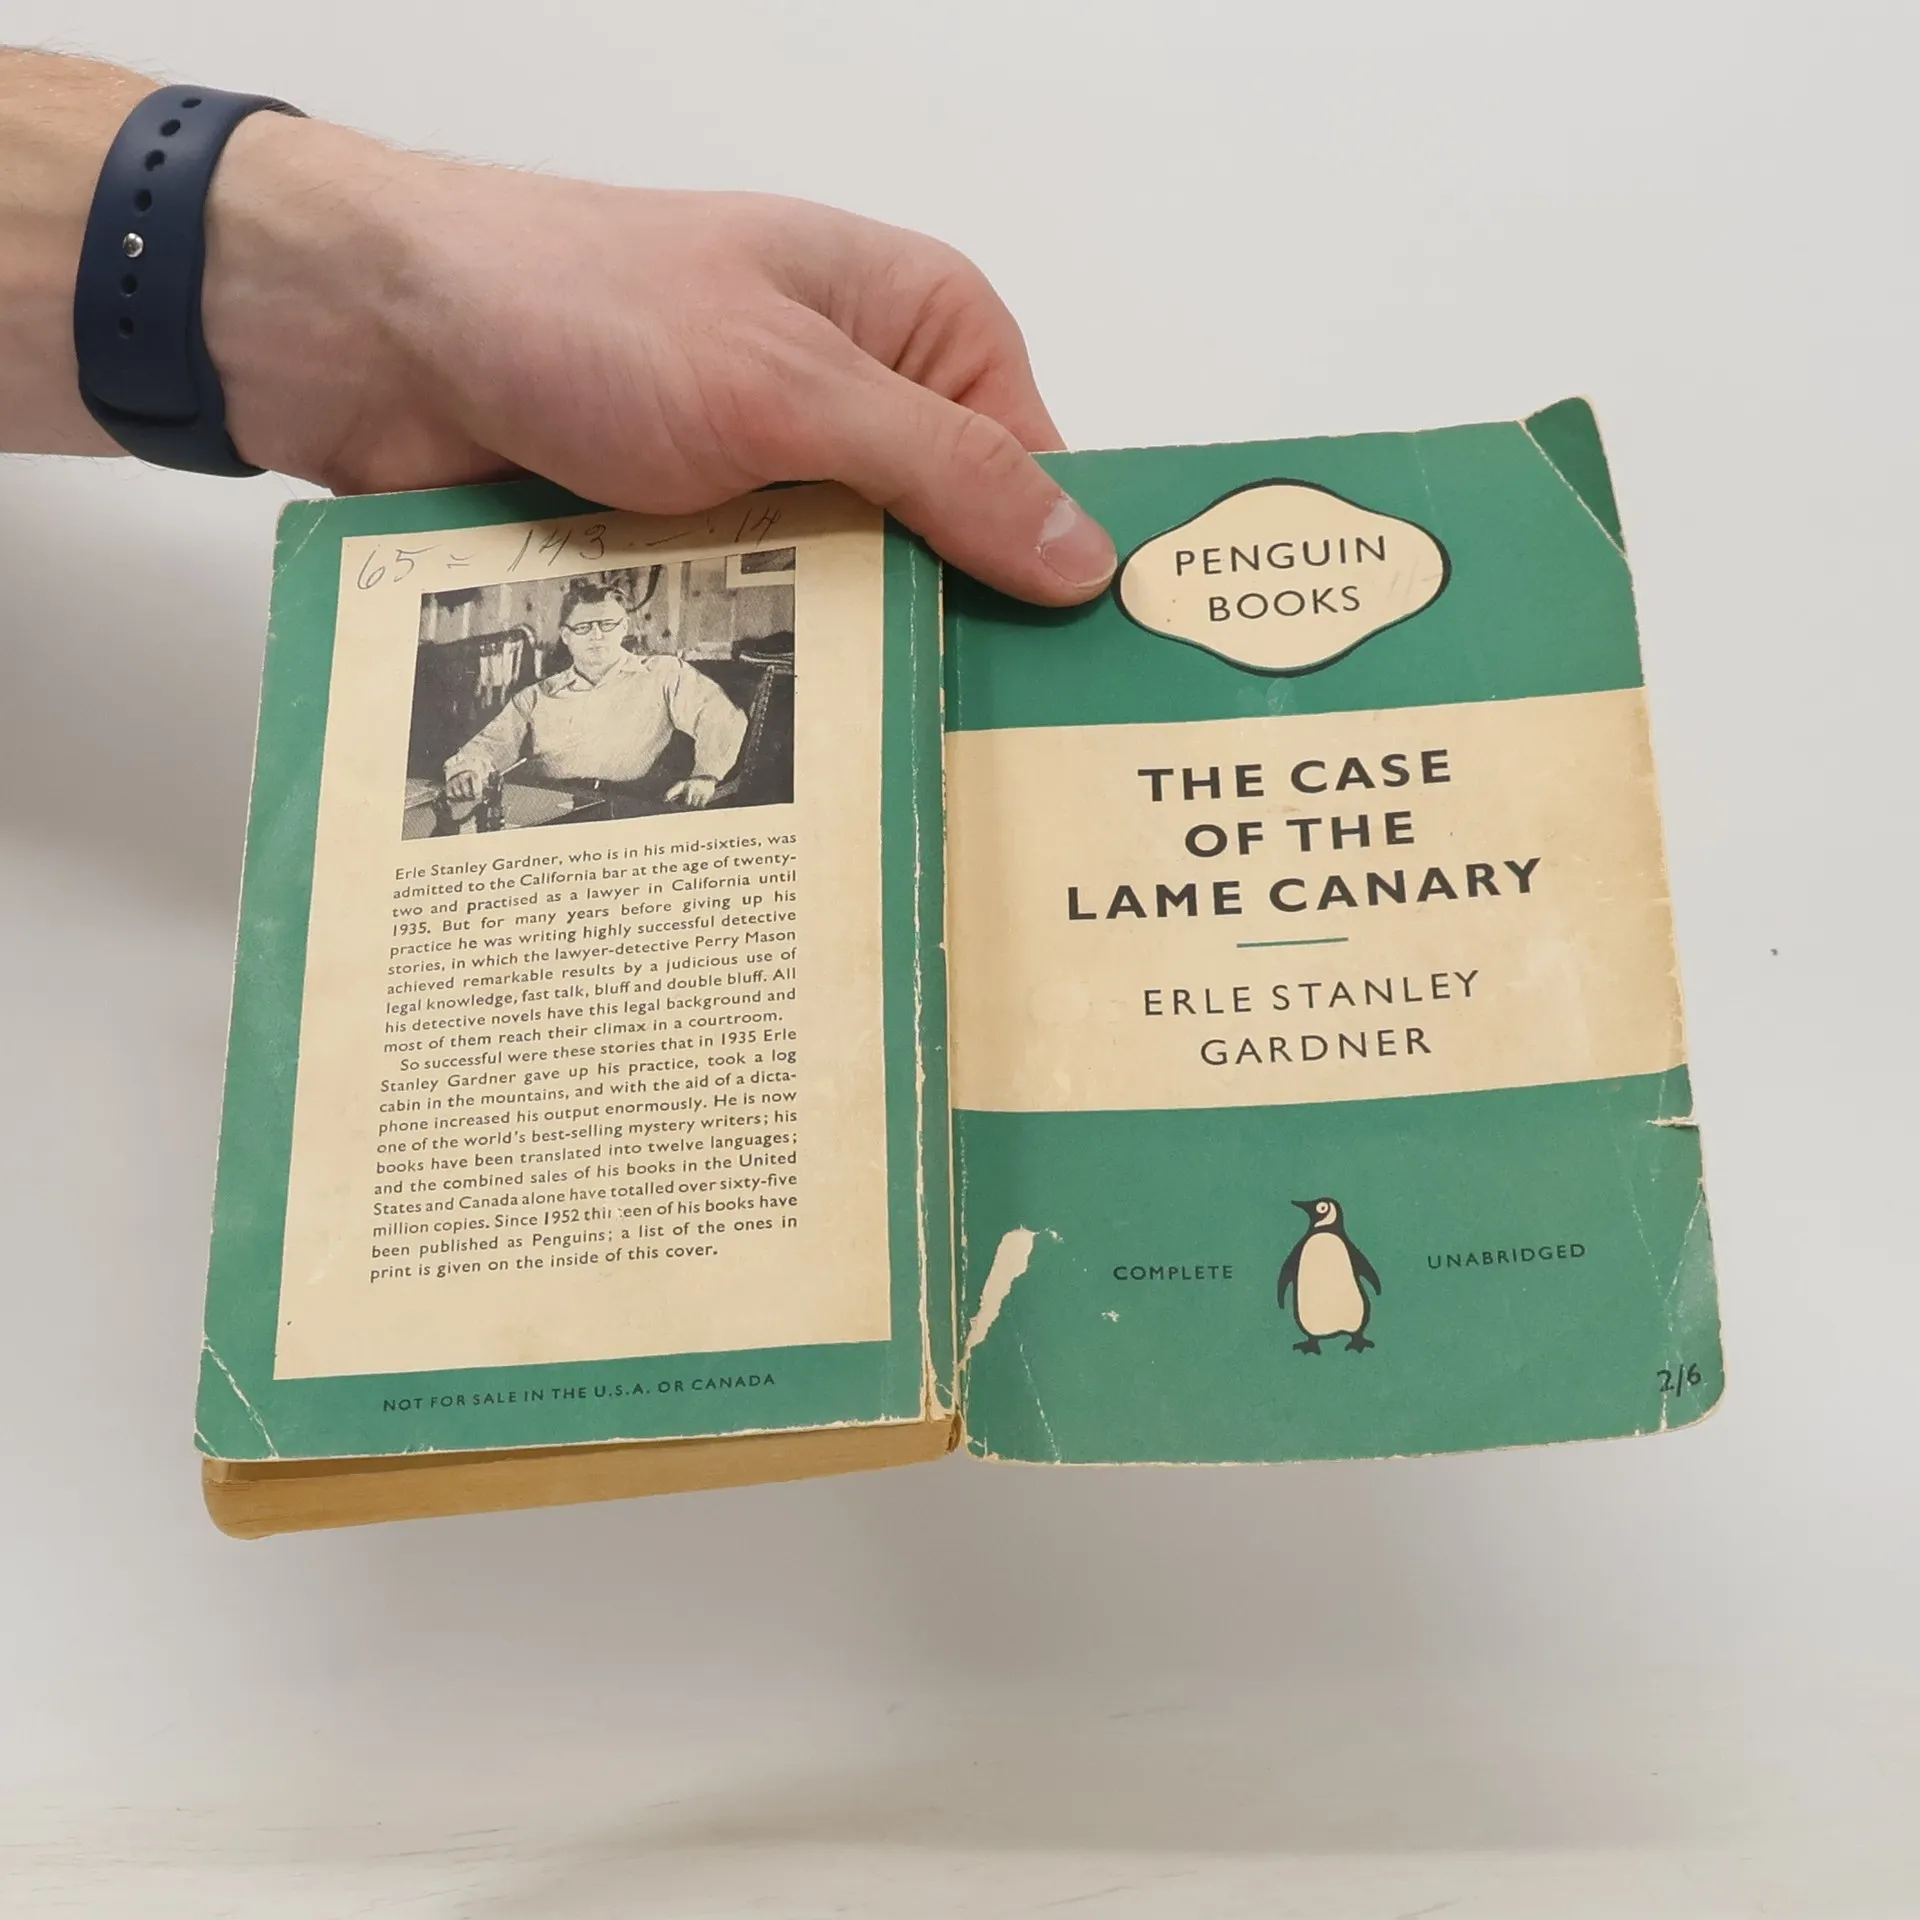 65 = 143 . — : 14
Erle Stanley Gardner, who is in his mid-sixties, was
admitted to the California bar at the age of twenty-
two and practised as a lawyer in California until
1935. But for many years before giving up his
practice he was writing highly successful detective
stories, in which the lawyer-detective Perry Mason
achieved remarkable results by a judicious use of
legal knowledge, fast talk, bluff and double bluff. All
his detective novels have this legal background and
most of them reach their climax in a courtroom.
So successful were these stories that in 1935 Erle
Stanley Gardner gave up his practice, took a log
cabin in the mountains, and with the aid of a dicta-
phone increased his output enormously. He is now
one of the world's best-selling mystery writers; his
books have been translated into twelve languages;
and the combined sales of his books in the United
States and Canada alone have totalled over sixty-five
million copies. Since 1952 thirteen of his books have
been published as Penguins; a list of the ones in
print is given on the inside of this cover.
NOT FOR SALE IN THE U.S.A. OR CANADA
PENGUIN
BOOKS
THE CASE
OF THE
LAME CANARY
ERLE STANLEY
GARDNER
COMPLETE UNABRIDGED
2/6